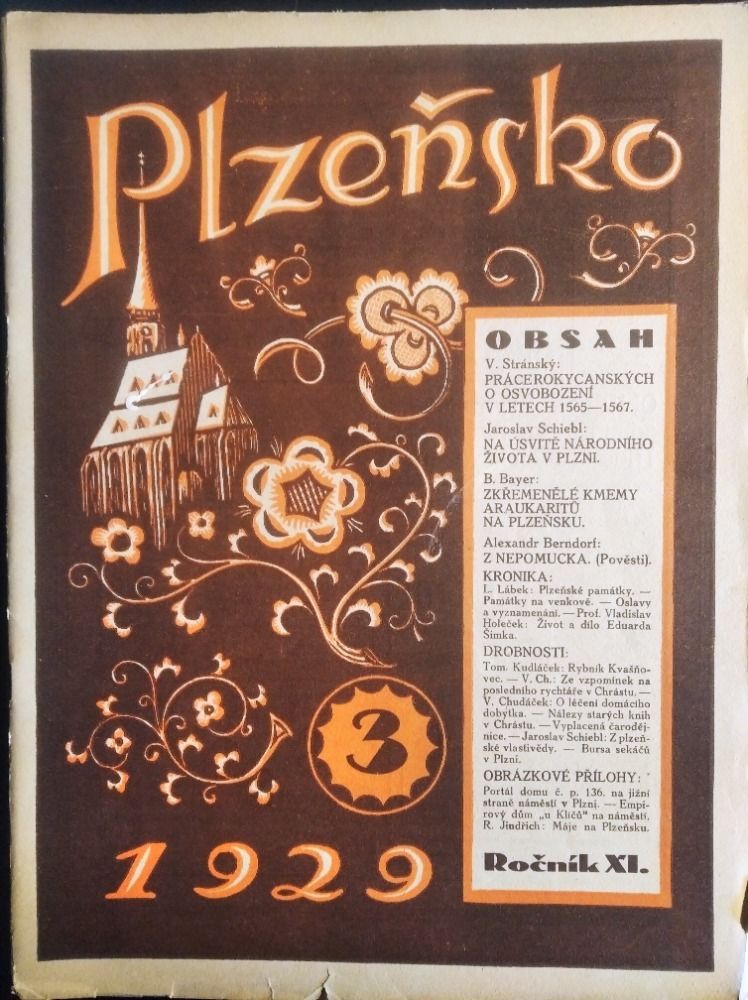 Plzeňsko
OBSAH
V. Stránský:
PRÁCE ROKYCANSKÝCH
O OSVOBOZENÍ
V LETECH 1565—1567.
Jaroslav Schiebl:
NA ÚSVITĚ NÁRODNÍHO
ŽIVOTA V PLZNI.
B. Bayer:
ZKŘEMENĚLÉ KMEMY
ARAUKARITŮ
NA PLZEŇSKU.
Alexandr Berndorf:
Z NEPOMUCKA. (Pověsti).
KRONIKA:
L. Lábek: Plzeňské památky. —
Památky na venkově. — Oslavy
a vyznamenání. — Prof. Vladislav
Holeček: Život a dílo Eduarda
Šimka.
DROBNOSTI:
Tom. Kudláček: Rybník Kvašňo-
vec. — V. Ch.: Ze vzpomínek na
posledního rychtáře v Chrástu. —
V. Chudáček: O léčení domácího
dobytka. — Nálezy starých knih
v Chrástu. — Vyplacená čaroděj-
nice. — Jaroslav Schiebl: Z plzeň-
ské vlastivědy. — Bursa sekáčů
v Plzni.
OBRÁZKOVÉ PŘÍLOHY:
Portál domu č. p. 136. na jižní
straně náměstí v Plzni. — Empí-
rový dům „u Klíčů" na náměstí.
R. Jindřich: Máje na Plzeňsku.
Ročník XI.
3
1929